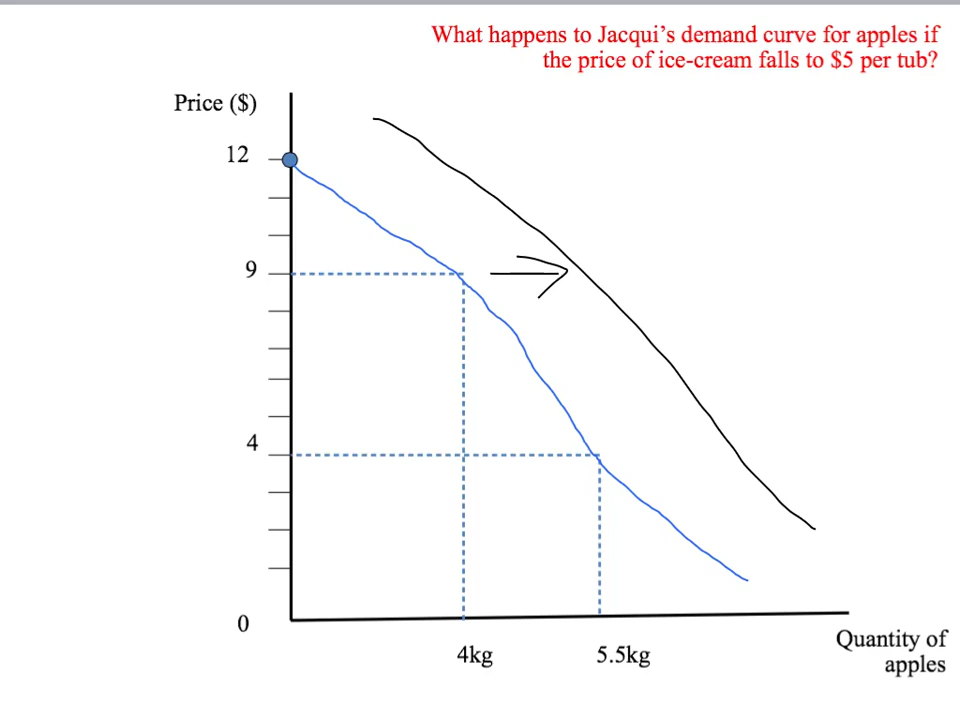 What happens to Jacqui's demand curve for apples if
the price of ice-cream falls to $5 per tub?
Price ($)
12
9
4
0
4kg
5.5kg
Quantity of
apples